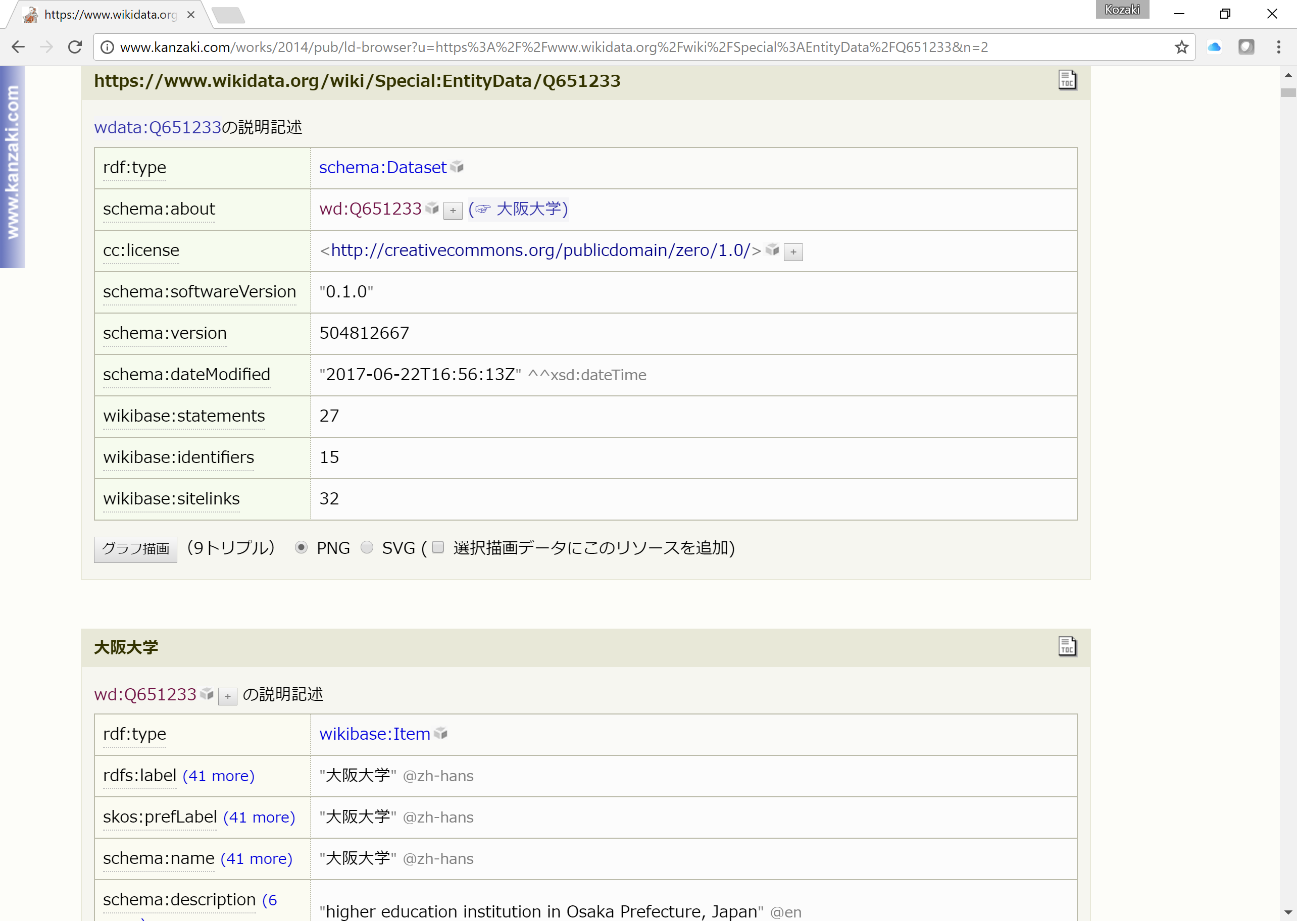 https://www.wikidata.org
Kozaki
www.kanzaki.com/works/2014/pub/ld-browser?u=https%3A%2F%2Fwww.wikidata.org%2Fwiki%2FSpecial%3AEntityData%2FQ651233&n=2
www.kanzaki.com
https://www.wikidata.org/wiki/Special:EntityData/Q651233
TOC
wdata:Q651233の説明記述
rdf:type schema:Dataset
schema:about wd:Q651233 + (☞ 大阪大学)
cc:license <http://creativecommons.org/publicdomain/zero/1.0/> +
schema:softwareVersion "0.1.0"
schema:version 504812667
schema:dateModified "2017-06-22T16:56:13Z" ^^xsd:dateTime
wikibase:statements 27
wikibase:identifiers 15
wikibase:sitelinks 32
グラフ描画 (9トリプル) PNG SVG ( 選択描画データにこのリソースを追加)
大阪大学
TOC
wd:Q651233 + の説明記述
rdf:type wikibase:Item
rdfs:label (41 more) "大阪大学" @zh-hans
skos:prefLabel (41 more) "大阪大学" @zh-hans
schema:name (41 more) "大阪大学" @zh-hans
schema:description (6 "higher education institution in Osaka Prefecture, Japan" @en